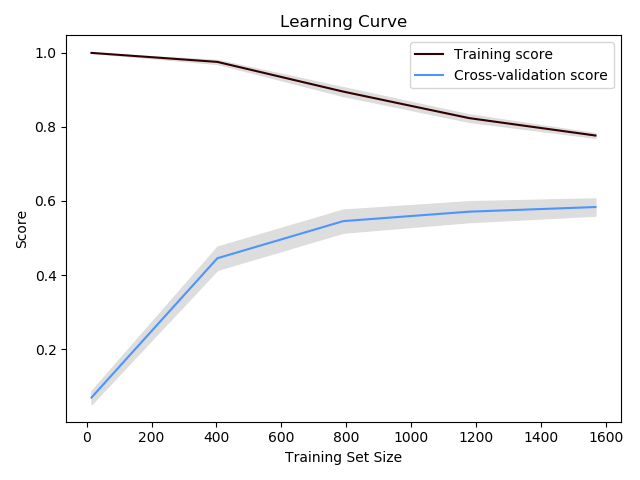 Learning Curve
Training score
Cross-validation score
1.0
0.8
0.6
0.4
0.2
Score
0 200 400 600 800 1000 1200 1400 1600
Training Set Size